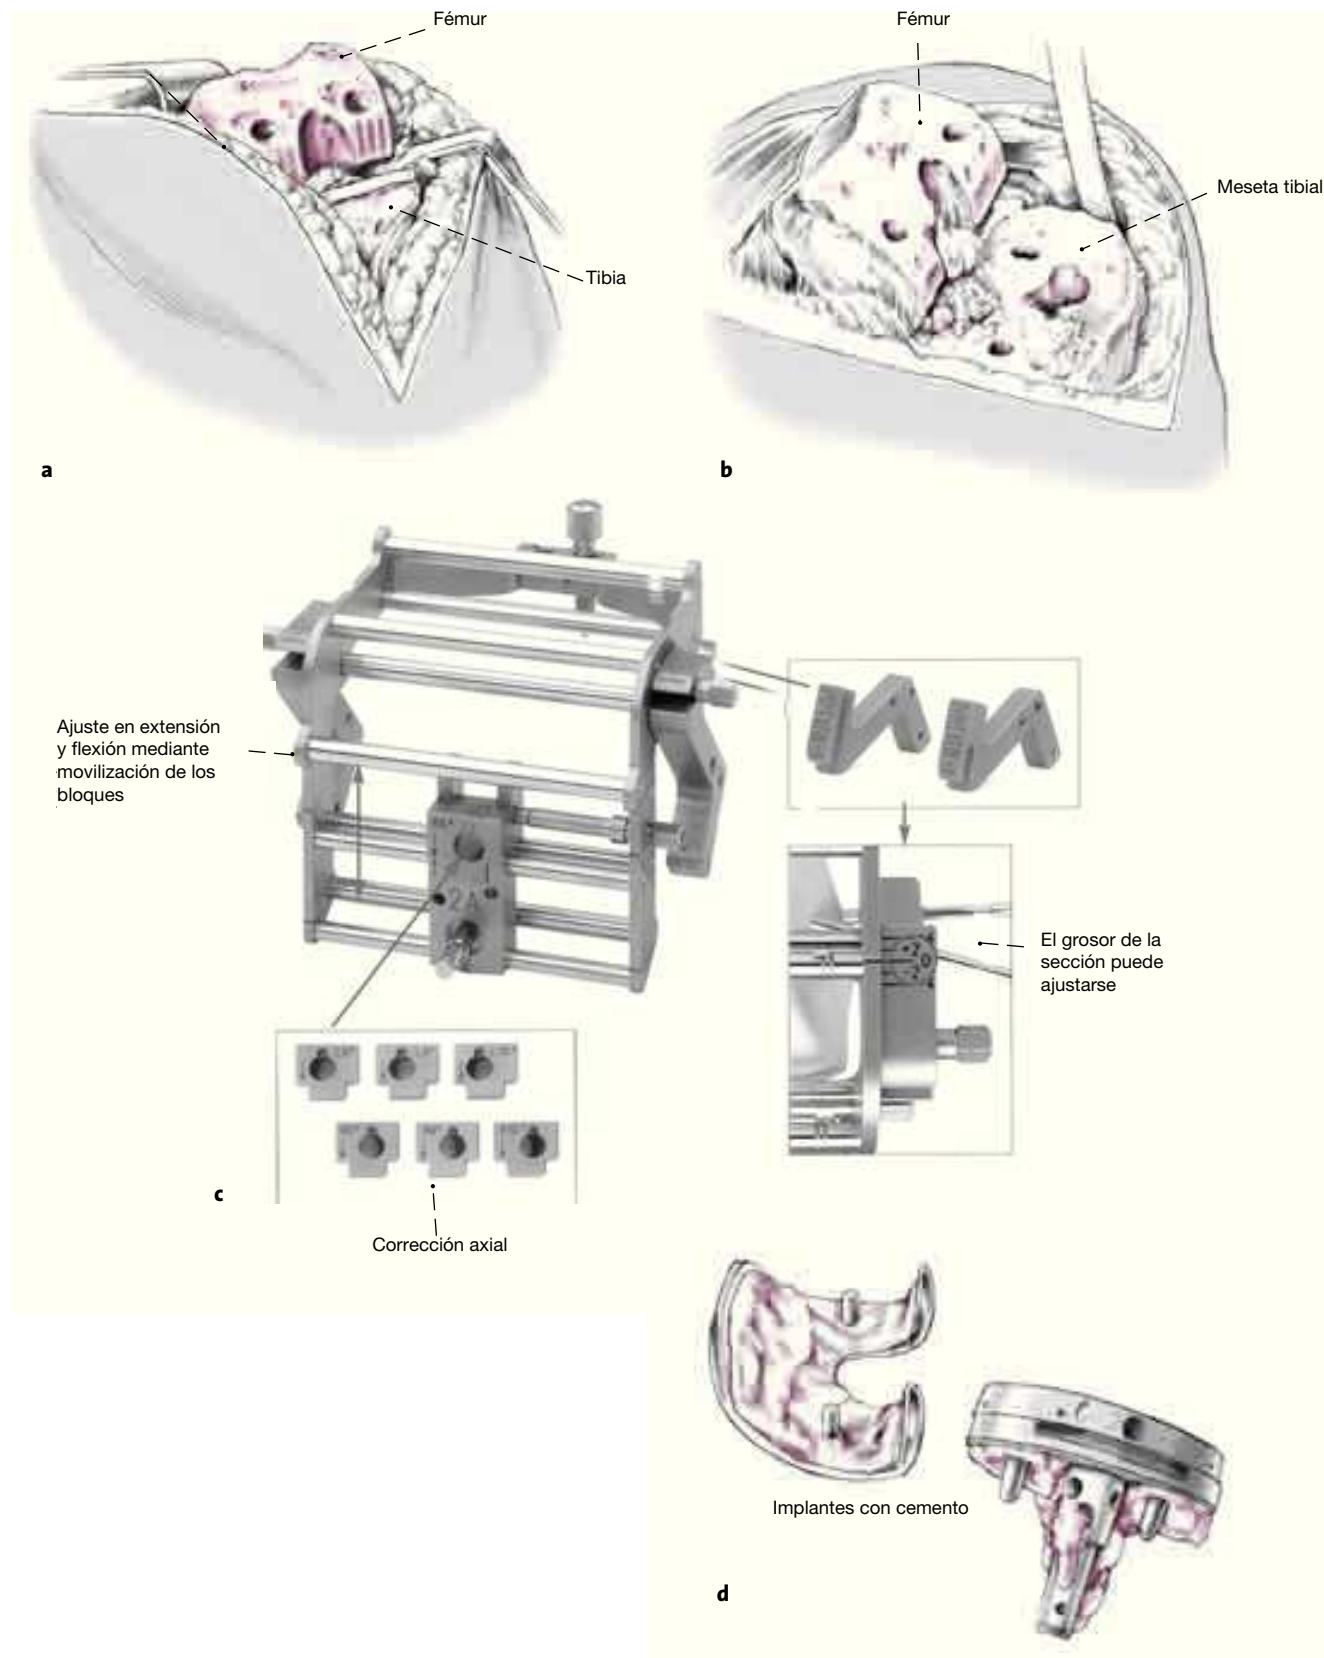 Fémur
Fémur
Meseta tibial
Tibia
a
b
Ajuste en extensión
y flexión mediante
movilización de los
bloques
El grosor de la
sección puede
ajustarse
c
Corrección axial
Implantes con cemento
d